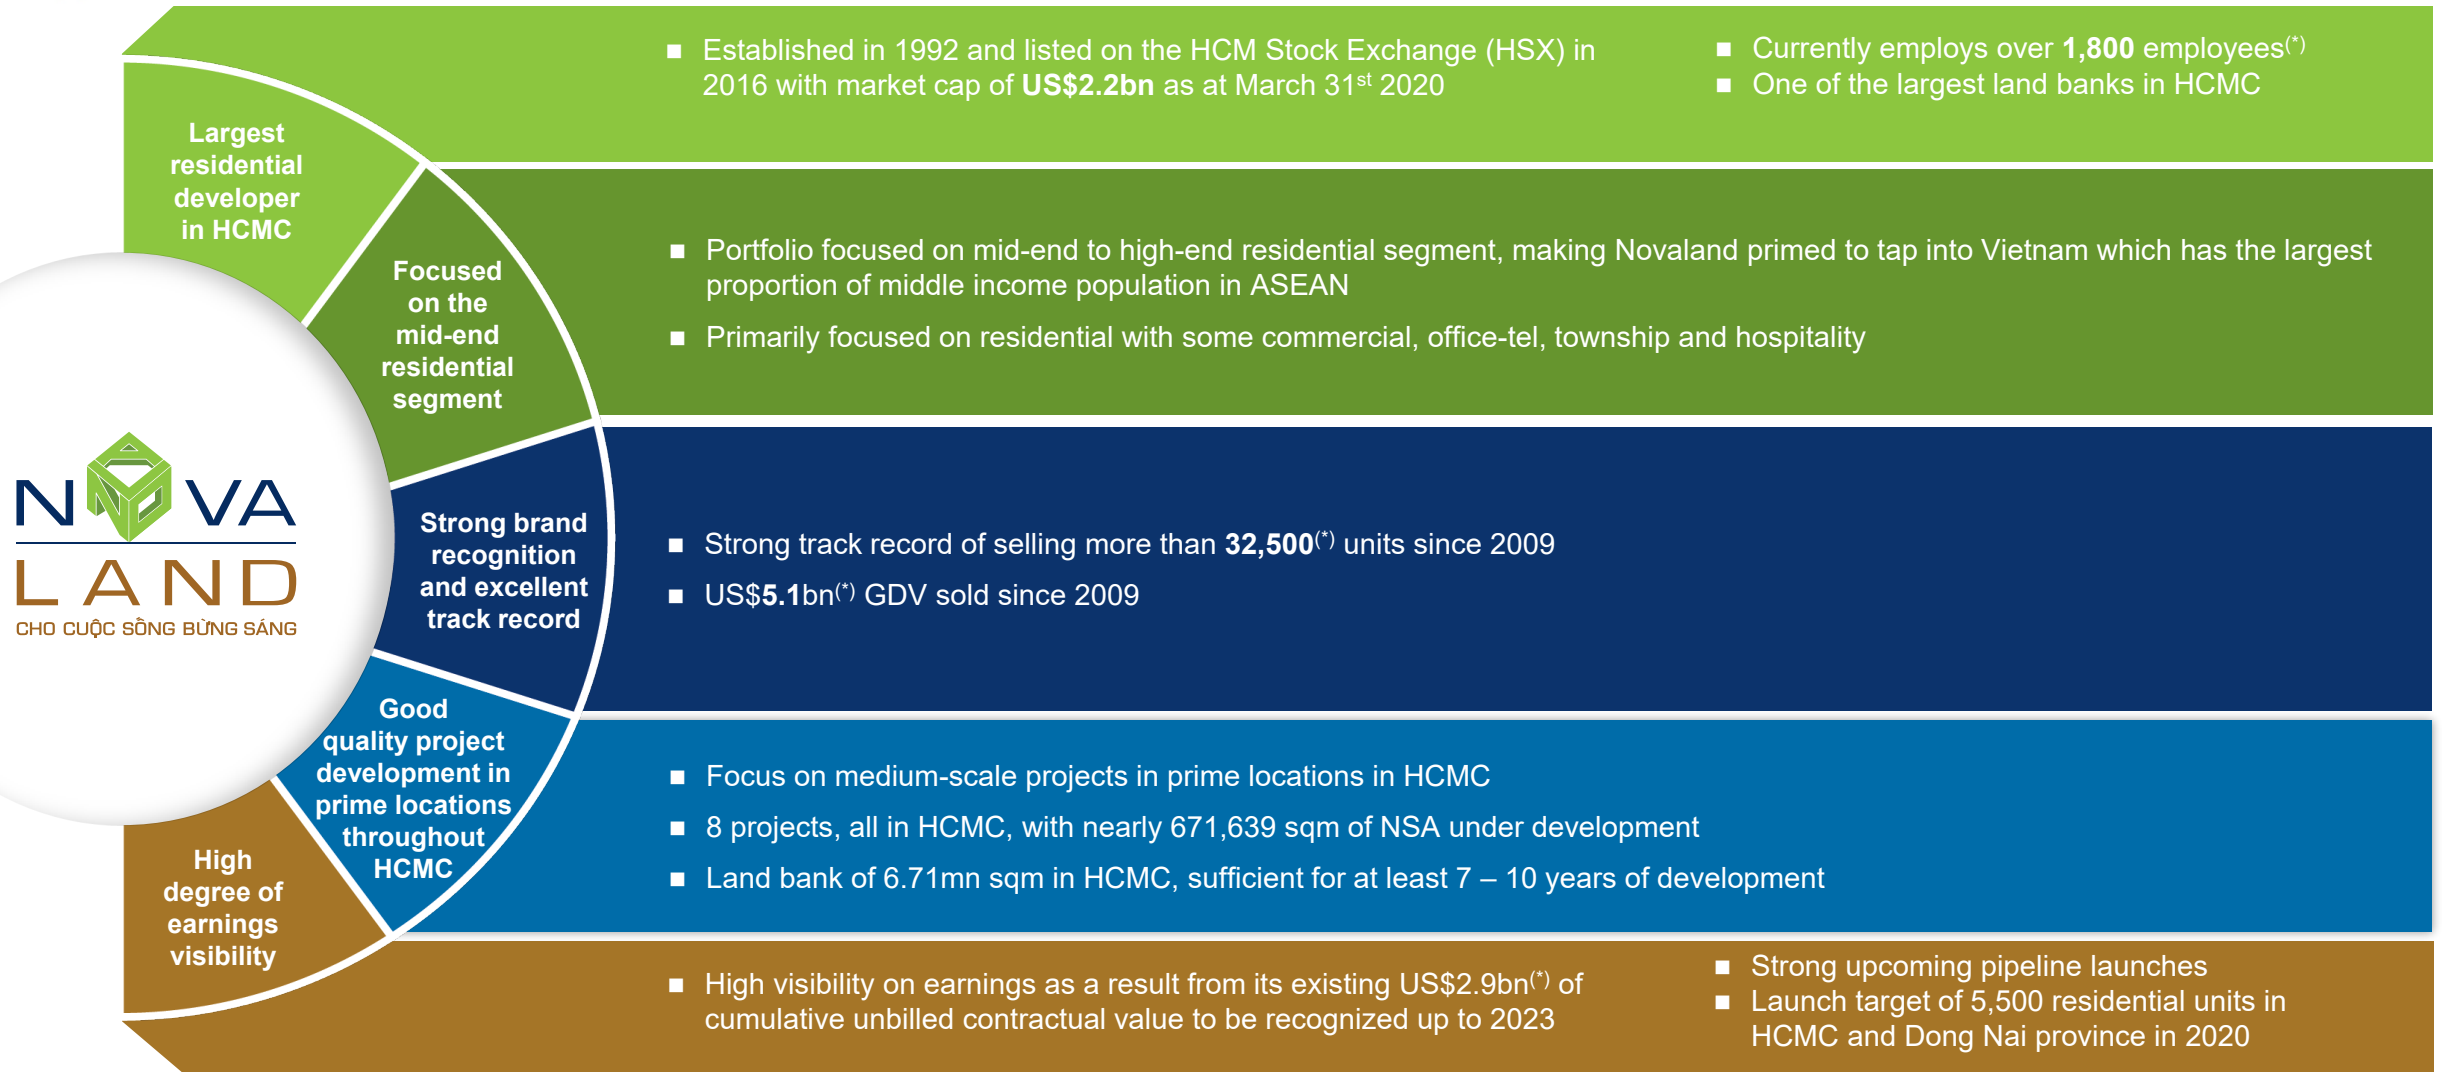 Largest
residential
developer
in HCMC
■ Established in 1992 and listed on the HCM Stock Exchange (HSX) in
2016 with market cap of US$2.2bn as at March 31st 2020
■ Currently employs over 1,800 employees(*)
■ One of the largest land banks in HCMC
Focused
on the
mid-end
residential
segment
■ Portfolio focused on mid-end to high-end residential segment, making Novaland primed to tap into Vietnam which has the largest
proportion of middle income population in ASEAN
■ Primarily focused on residential with some commercial, office-tel, township and hospitality
NOVA
LAND
CHO CUỘC SỐNG BỪNG SÁNG
Strong brand
recognition
and excellent
track record
■ Strong track record of selling more than 32,500(*) units since 2009
■ US$5.1bn(*) GDV sold since 2009
Good
quality project
development in
prime locations
throughout
HCMC
■ Focus on medium-scale projects in prime locations in HCMC
■ 8 projects, all in HCMC, with nearly 671,639 sqm of NSA under development
■ Land bank of 6.71mn sqm in HCMC, sufficient for at least 7 – 10 years of development
High
degree of
earnings
visibility
■ High visibility on earnings as a result from its existing US$2.9bn(*) of
cumulative unbilled contractual value to be recognized up to 2023
■ Strong upcoming pipeline launches
■ Launch target of 5,500 residential units in
HCMC and Dong Nai province in 2020